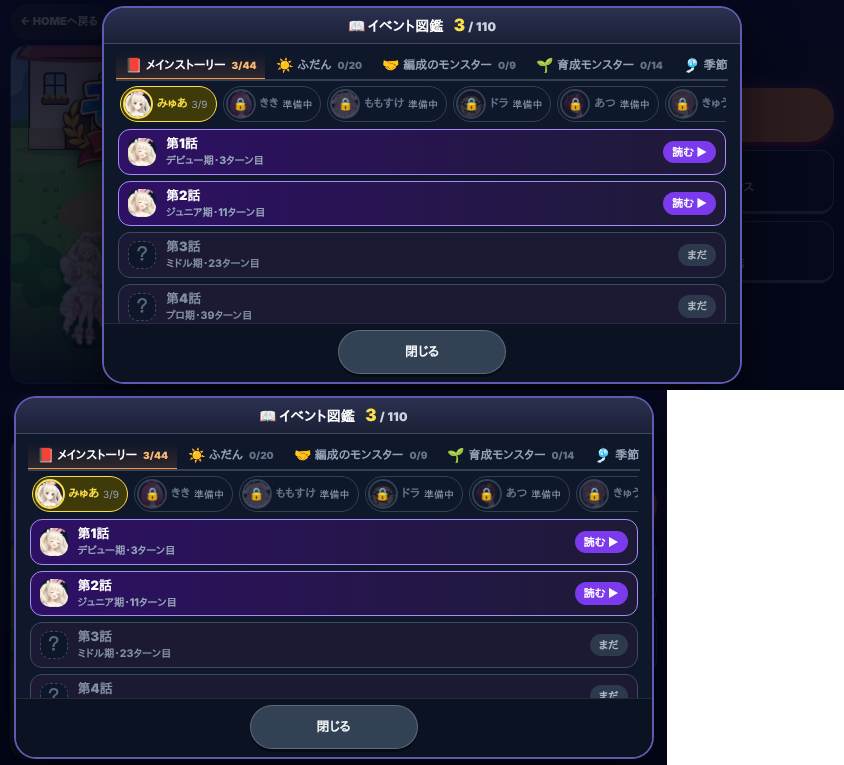 ← HOMEへ戻る
📖 イベント図鑑 3 / 110
メインストーリー 3/44 ふだん 0/20 編成のモンスター 0/9 育成モンスター 0/14 季節
みゅあ 3/9 きき 準備中 ももすけ 準備中 ドラ 準備中 あつ 準備中 きゅう
第1話
デビュー期・3ターン目
読む ▶
第2話
ジュニア期・11ターン目
読む ▶
ス
?
第3話
ミドル期・23ターン目
まだ
?
第4話
プロ期・39ターン目
まだ
閉じる
📖 イベント図鑑 3 / 110
メインストーリー 3/44 ふだん 0/20 編成のモンスター 0/9 育成モンスター 0/14 季節
みゅあ 3/9 きき 準備中 ももすけ 準備中 ドラ 準備中 あつ 準備中 きゅう
第1話
デビュー期・3ターン目
読む ▶
第2話
ジュニア期・11ターン目
読む ▶
?
第3話
ミドル期・23ターン目
まだ
?
第4話
まだ
閉じる